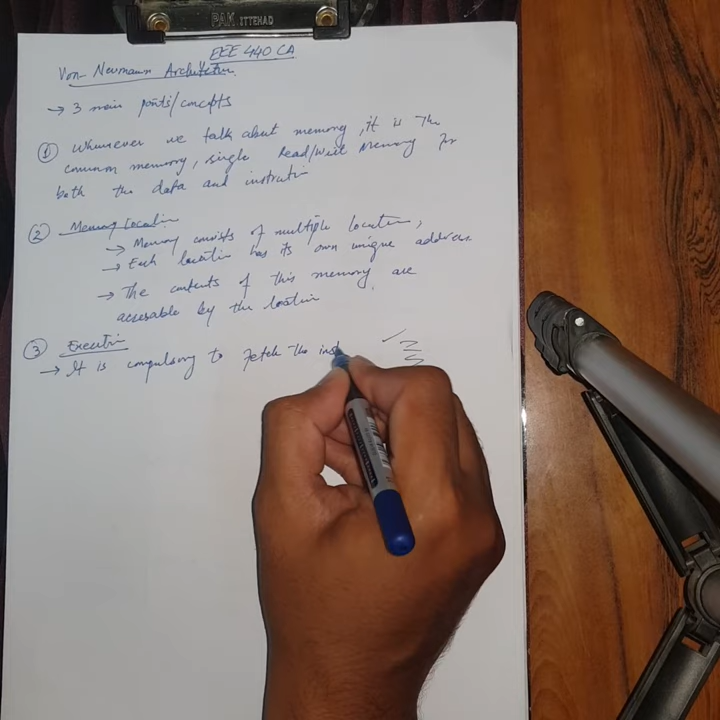 PAK ITTEHAD
EEE 440 CA
Von-Neumann Architecture
→ 3 main points/concepts
① Whenever we talk about memory, it is the
common memory, single Read/Write Memory for
both the data and instruction
② Memory Location
→ Memory consists of multiple location,
→ Each location has its own unique address.
→ The contents of this memory are
accessable by the location
③ Execution
→ It is compulsory to Fetch the inst